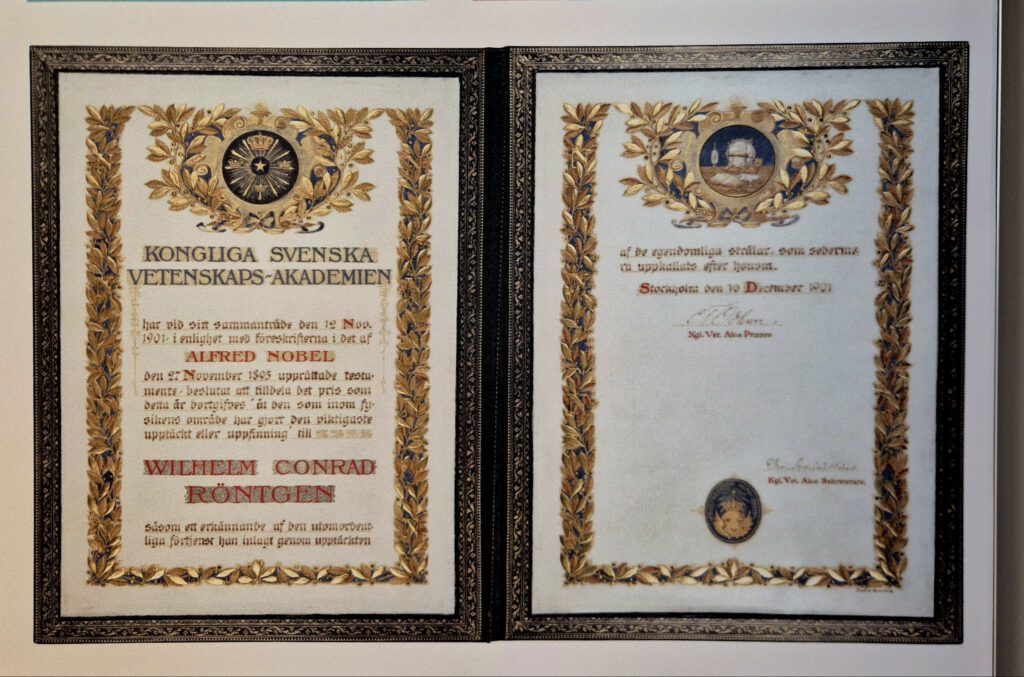 KONGLIGA SVENSKA
VETENSKAPS-AKADEMIEN
har vid sitt sammanträde den 12 Nov.
1901 i enlighet med föreskrifterna i det af
ALFRED NOBEL
den 27 November 1895 upprättade testa-
mente beslutat att tilldela det pris som
detta år bortgifves åt den som inom fy-
sikens område har gjort den viktigaste
upptäckt eller uppfinning till
WILHELM CONRAD
RÖNTGEN
såsom ett erkännande af den utomordent-
liga förtjenst han inlagt genom upptäckten
af de egendomliga strålar, som sedermе-
ra uppkallats efter honom.
Stockholm den 10 December 1901
Kgl. Vet. Akad Præses
Kgl. Vet. Akad Sekreterare.